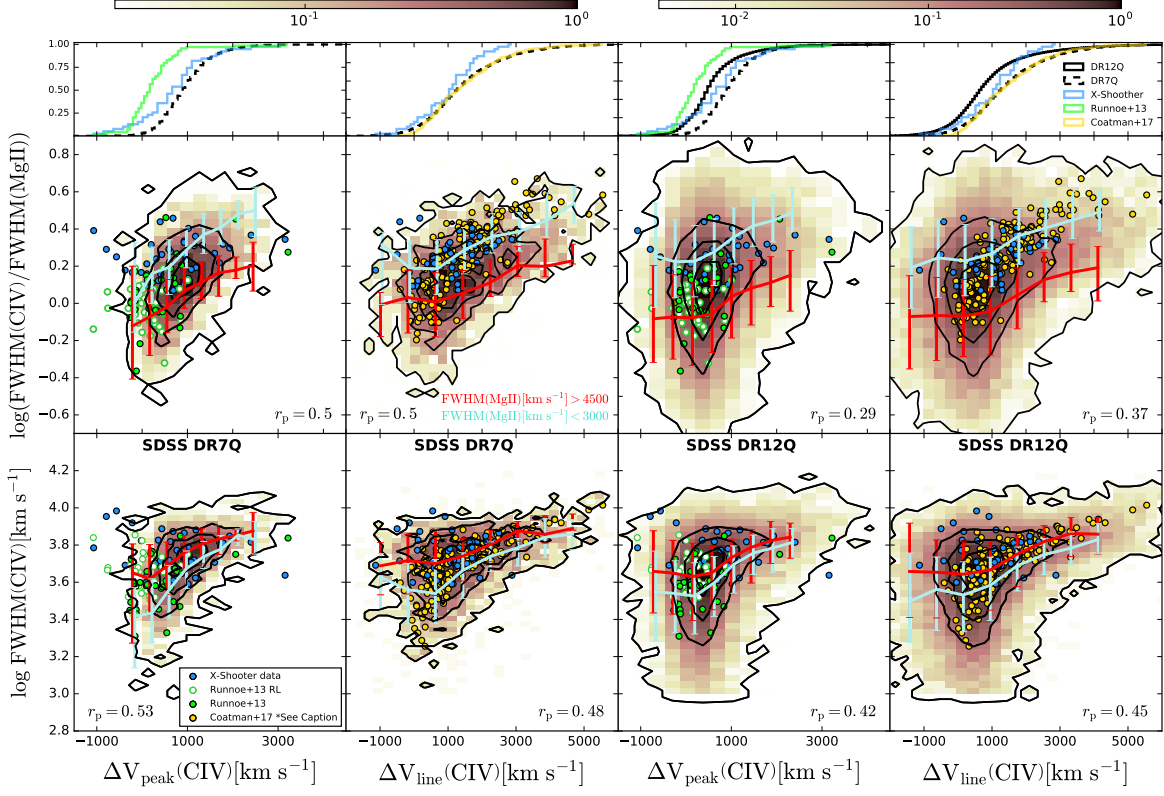 10⁻¹ 10⁰ 10⁻² 10⁻¹ 10⁰
1.00
0.75
0.50
0.25
DR12Q
DR7Q
X-Shoother
Runnoe+13
Coatman+17
log(FWHM(CIV)/FWHM(MgII)
0.8
0.6
0.4
0.2
0.0
−0.2
−0.4
−0.6
r_p = 0.5
r_p = 0.5
FWHM(MgII)[km s⁻¹] > 4500
FWHM(MgII)[km s⁻¹] < 3000
r_p = 0.29
r_p = 0.37
SDSS DR7Q
SDSS DR7Q
SDSS DR12Q
SDSS DR12Q
log FWHM(CIV)[km s⁻¹]
4.2
4.0
3.8
3.6
3.4
3.2
3.0
2.8
X-Shooter data
Runnoe+13 RL
Runnoe+13
Coatman+17 *See Caption
r_p = 0.53
r_p = 0.48
r_p = 0.42
r_p = 0.45
−1000 1000 3000
−1000 1000 3000 5000
−1000 1000 3000
−1000 1000 3000 5000
ΔV_peak(CIV)[km s⁻¹]
ΔV_line(CIV)[km s⁻¹]
ΔV_peak(CIV)[km s⁻¹]
ΔV_line(CIV)[km s⁻¹]